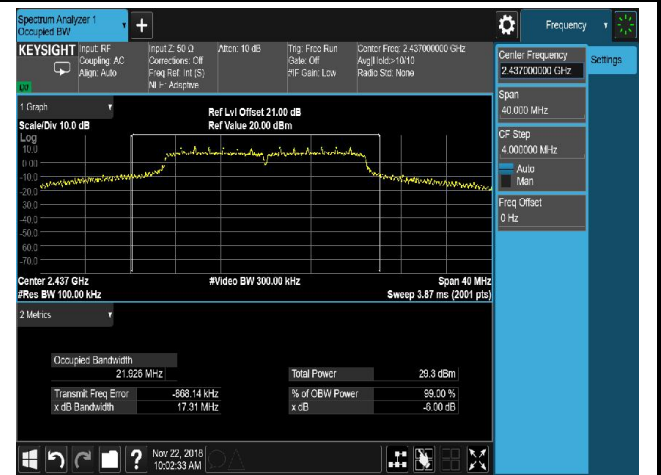 Spectrum Analyzer 1
Occupied BW
Frequency
KEYSIGHT
Input: RF
Coupling: AC
Align: Auto
Input Z: 50 Ω
Corrections: Off
Freq Ref: Int (S)
Atten: 10 dB
Trig: Free Run
Gate: Off
#IF Gain: Low
Center Freq: 2.437000000 GHz
Avg|Hold:>10/10
Radio Std: None
Center Frequency
2.437000000 GHz
Settings
Span
40.000 MHz
CF Step
4.000000 MHz
Auto
Man
Freq Offset
0 Hz
1 Graph
Scale/Div 10.0 dB
Ref Lvl Offset 21.00 dB
Ref Value 20.00 dBm
Log
10.0
0.00
-10.0
-20.0
-30.0
-40.0
-50.0
-60.0
-70.0
Center 2.437 GHz
#Video BW 300.00 kHz
Span 40 MHz
#Res BW 100.00 kHz
Sweep 3.87 ms (2001 pts)
2 Metrics
Occupied Bandwidth
21.926 MHz
Total Power 29.3 dBm
Transmit Freq Error -868.14 kHz
% of OBW Power 99.00 %
x dB Bandwidth 17.31 MHz
x dB -6.00 dB
Nov 22, 2018
10:02:33 AM